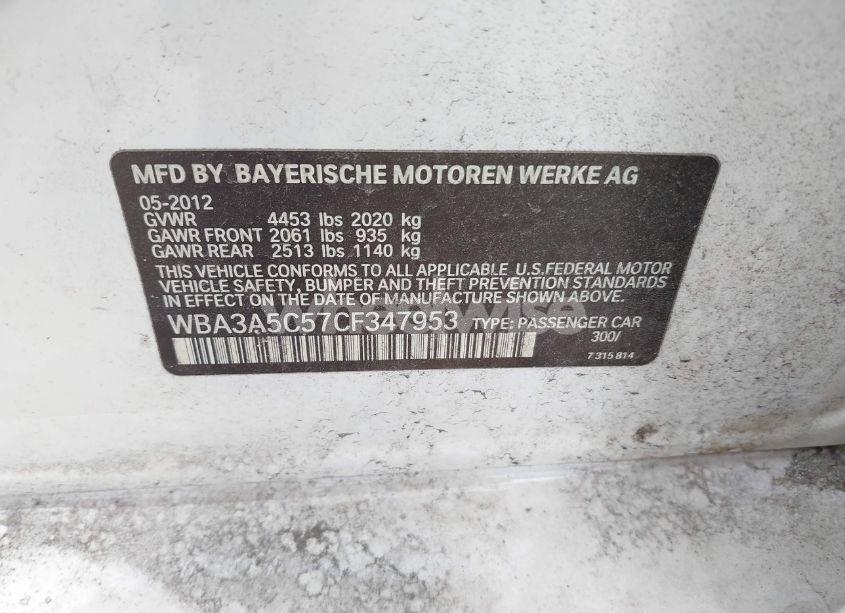 MFD BY BAYERISCHE MOTOREN WERKE AG
05-2012
GVWR 4453 lbs 2020 kg
GAWR FRONT 2061 lbs 935 kg
GAWR REAR 2513 lbs 1140 kg
THIS VEHICLE CONFORMS TO ALL APPLICABLE U.S.FEDERAL MOTOR
VEHICLE SAFETY, BUMPER AND THEFT PREVENTION STANDARDS
IN EFFECT ON THE DATE OF MANUFACTURE SHOWN ABOVE.
WBA3A5C57CF347953 TYPE: PASSENGER CAR
300/
7 315 814